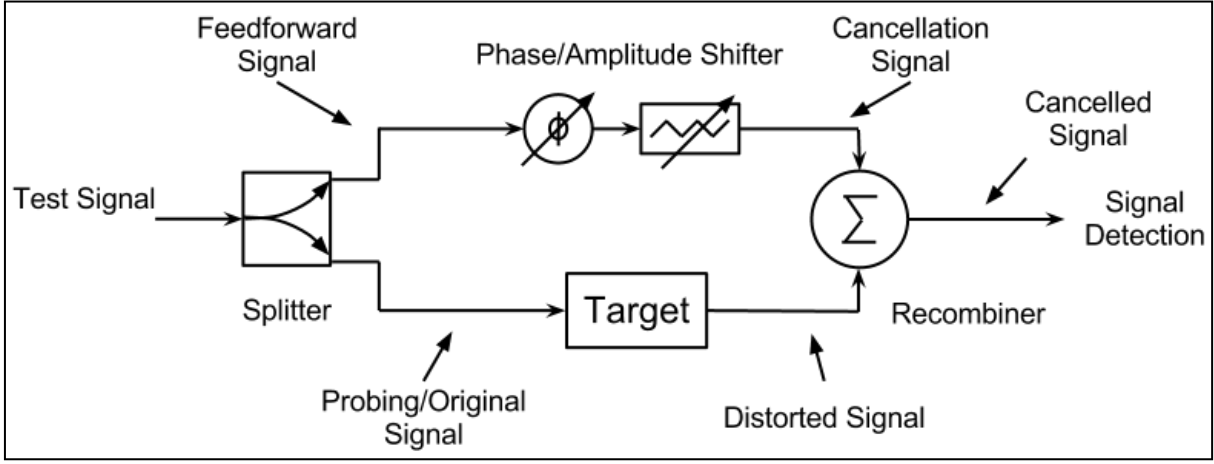 Feedforward
Signal
Phase/Amplitude Shifter
Cancellation
Signal
Cancelled
Signal
ϕ
Test Signal
Σ
Signal
Detection
Splitter
Target
Recombiner
Probing/Original
Signal
Distorted Signal